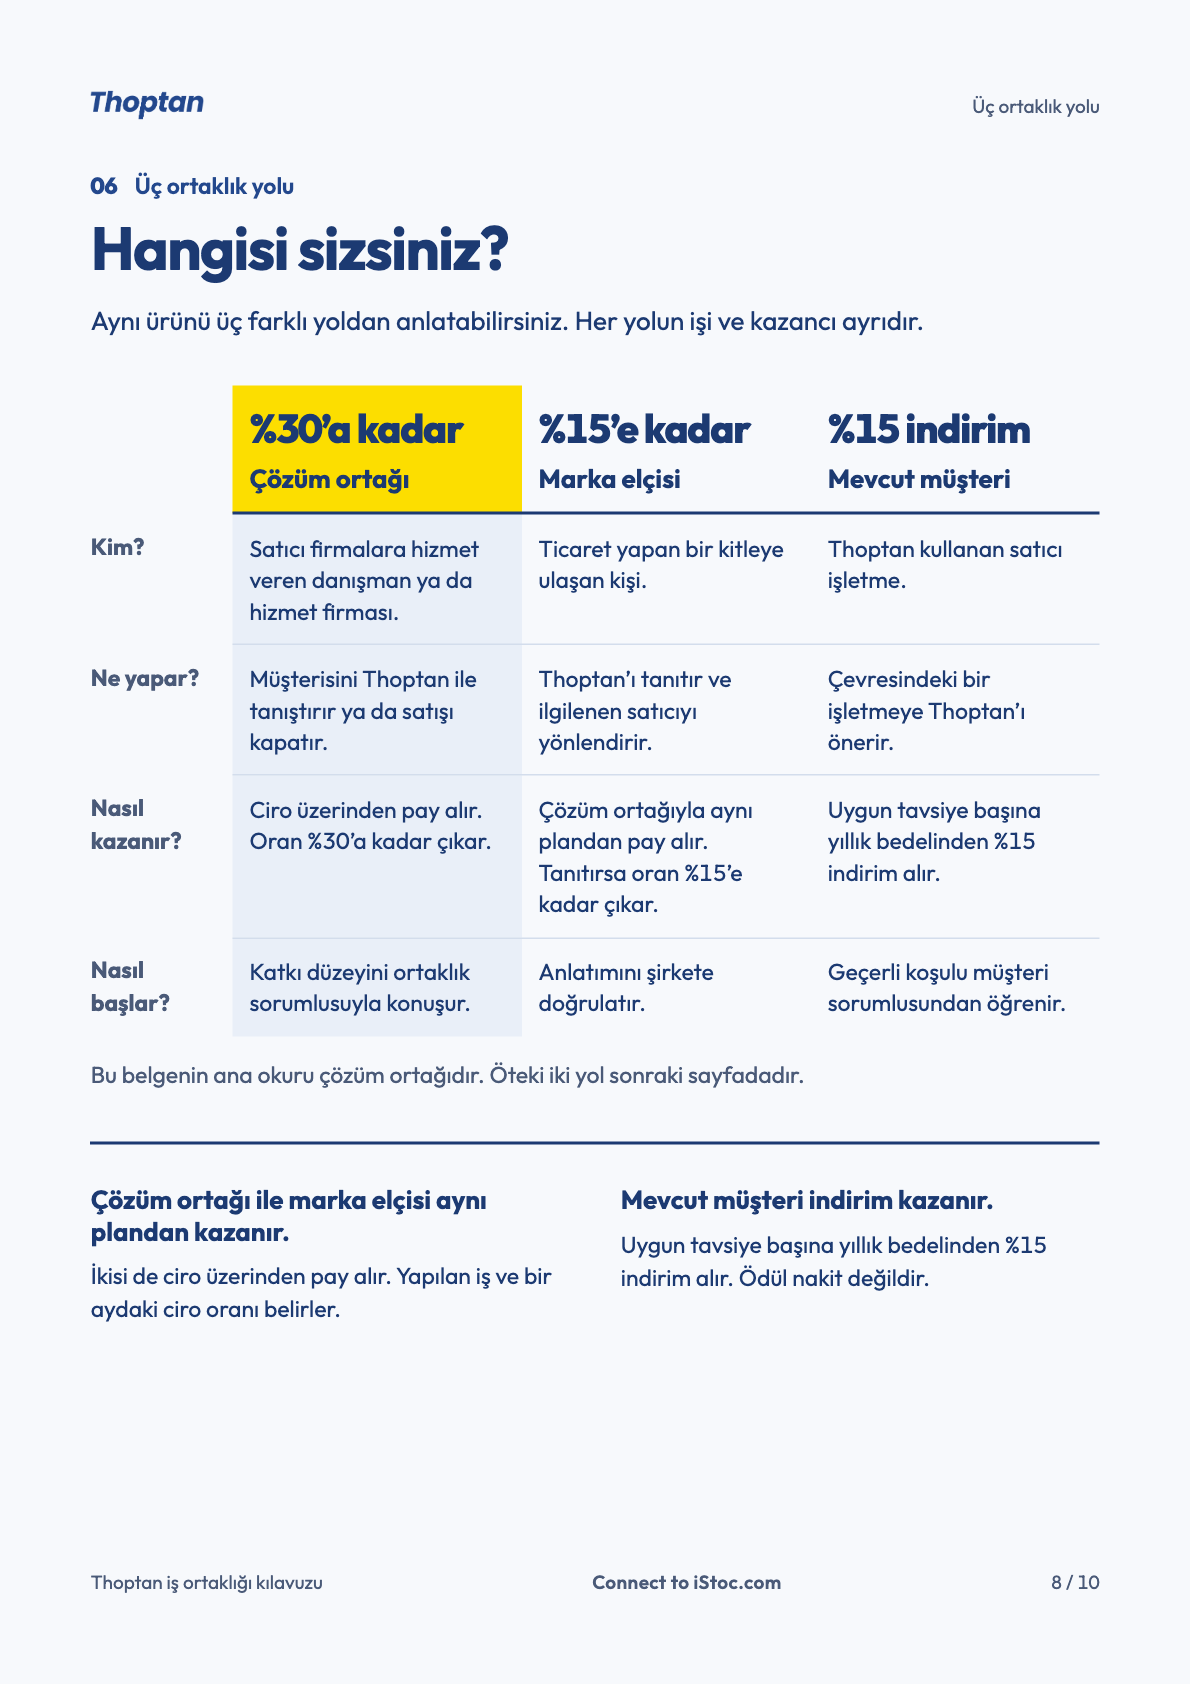 Thoptan
Üç ortaklık yolu
06 Üç ortaklık yolu
Hangisi sizsiniz?
Aynı ürünü üç farklı yoldan anlatabilirsiniz. Her yolun işi ve kazancı ayrıdır.
%30’a kadar
Çözüm ortağı
%15’e kadar
Marka elçisi
%15 indirim
Mevcut müşteri
Kim?
Satıcı firmalara hizmet
veren danışman ya da
hizmet firması.
Ticaret yapan bir kitleye
ulaşan kişi.
Thoptan kullanan satıcı
işletme.
Ne yapar?
Müşterisini Thoptan ile
tanıştırır ya da satışı
kapatır.
Thoptan’ı tanıtır ve
ilgilenen satıcıyı
yönlendirir.
Çevresindeki bir
işletmeye Thoptan’ı
önerir.
Nasıl
kazanır?
Ciro üzerinden pay alır.
Oran %30’a kadar çıkar.
Çözüm ortağıyla aynı
plandan pay alır.
Tanıtırsa oran %15’e
kadar çıkar.
Uygun tavsiye başına
yıllık bedelinden %15
indirim alır.
Nasıl
başlar?
Katkı düzeyini ortaklık
sorumlusuyla konuşur.
Anlatımını şirkete
doğrulatır.
Geçerli koşulu müşteri
sorumlusundan öğrenir.
Bu belgenin ana okuru çözüm ortağıdır. Öteki iki yol sonraki sayfadadır.
Çözüm ortağı ile marka elçisi aynı
plandan kazanır.
İkisi de ciro üzerinden pay alır. Yapılan iş ve bir
aydaki ciro oranı belirler.
Mevcut müşteri indirim kazanır.
Uygun tavsiye başına yıllık bedelinden %15
indirim alır. Ödül nakit değildir.
Thoptan iş ortaklığı kılavuzu
Connect to iStoc.com
8 / 10